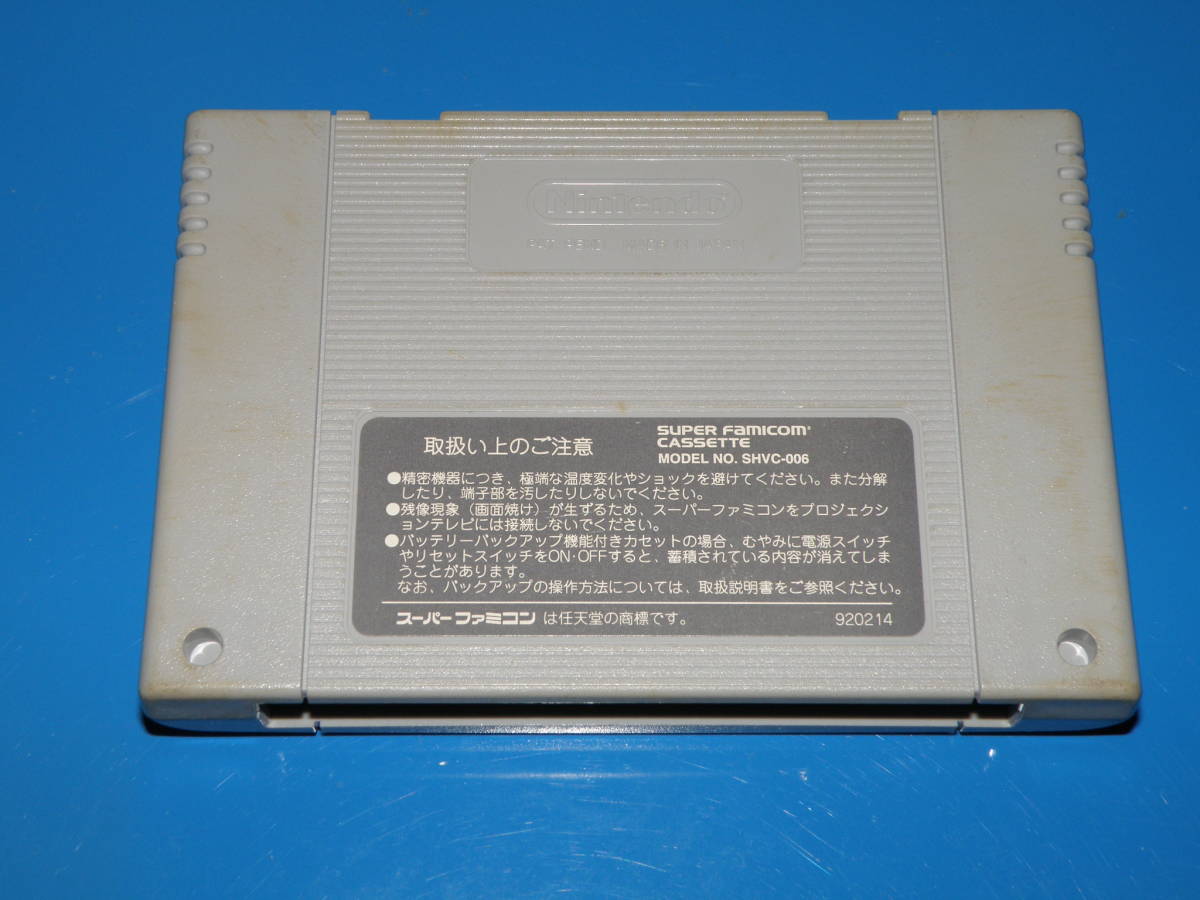 Nintendo
MADE IN JAPAN
取扱い上のご注意
SUPER FAMICOM
CASSETTE
MODEL NO. SHVC-006
●精密機器につき、極端な温度変化やショックを避けてください。また分解
したり、端子部を汚したりしないでください。
●残像現象（画面焼け）が生ずるため、スーパーファミコンをプロジェクシ
ョンテレビには接続しないでください。
●バッテリーバックアップ機能付きカセットの場合、むやみに電源スイッチ
やリセットスイッチをON・OFFすると、蓄積されている内容が消えてしま
うことがあります。
なお、バックアップの操作方法については、取扱説明書をご参照ください。
スーパーファミコン は任天堂の商標です。
920214